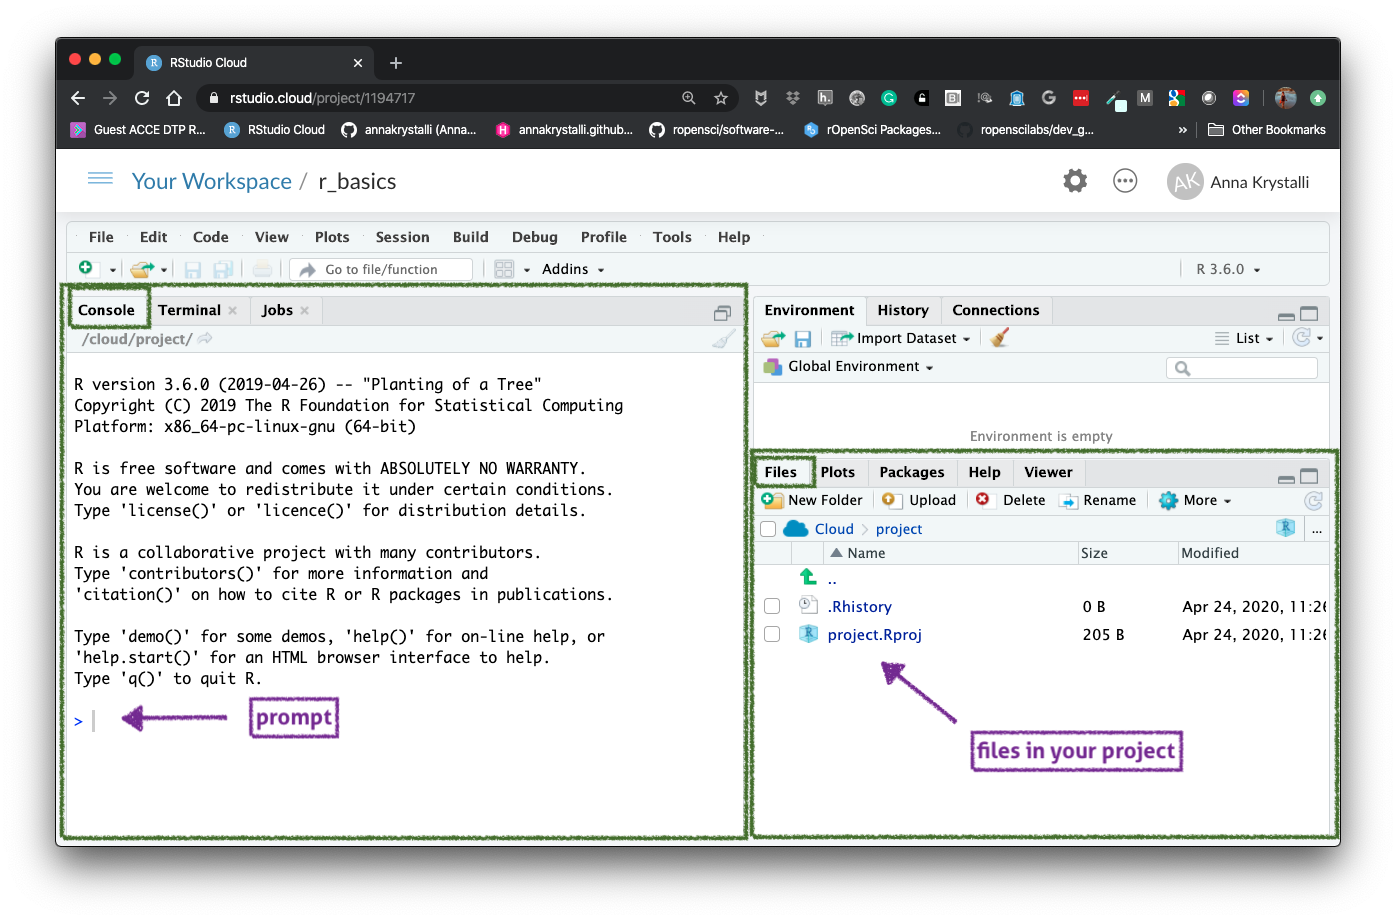 RStudio Cloud
rstudio.cloud/project/1194717
Guest ACCE DTP R... RStudio Cloud annakrystalli (Anna... annakrystalli.github... ropensci/software-... rOpenSci Packages... ropenscilabs/dev_g... » Other Bookmarks
Your Workspace / r_basics
AK Anna Krystalli
File Edit Code View Plots Session Build Debug Profile Tools Help
Go to file/function Addins R 3.6.0
Console Terminal Jobs
/cloud/project/
R version 3.6.0 (2019-04-26) -- "Planting of a Tree"
Copyright (C) 2019 The R Foundation for Statistical Computing
Platform: x86_64-pc-linux-gnu (64-bit)
R is free software and comes with ABSOLUTELY NO WARRANTY.
You are welcome to redistribute it under certain conditions.
Type 'license()' or 'licence()' for distribution details.
R is a collaborative project with many contributors.
Type 'contributors()' for more information and
'citation()' on how to cite R or R packages in publications.
Type 'demo()' for some demos, 'help()' for on-line help, or
'help.start()' for an HTML browser interface to help.
Type 'q()' to quit R.
>
prompt
Environment History Connections
Import Dataset List
Global Environment
Environment is empty
Files Plots Packages Help Viewer
New Folder Upload Delete Rename More
Cloud project ...
Name Size Modified
..
.Rhistory 0 B Apr 24, 2020, 11:26
project.Rproj 205 B Apr 24, 2020, 11:26
files in your project